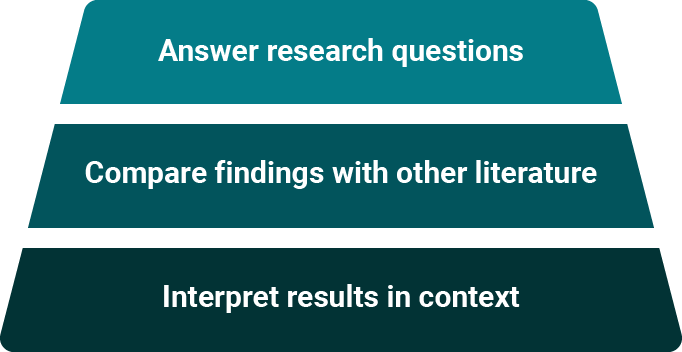 Answer research questions
Compare findings with other literature
Interpret results in context